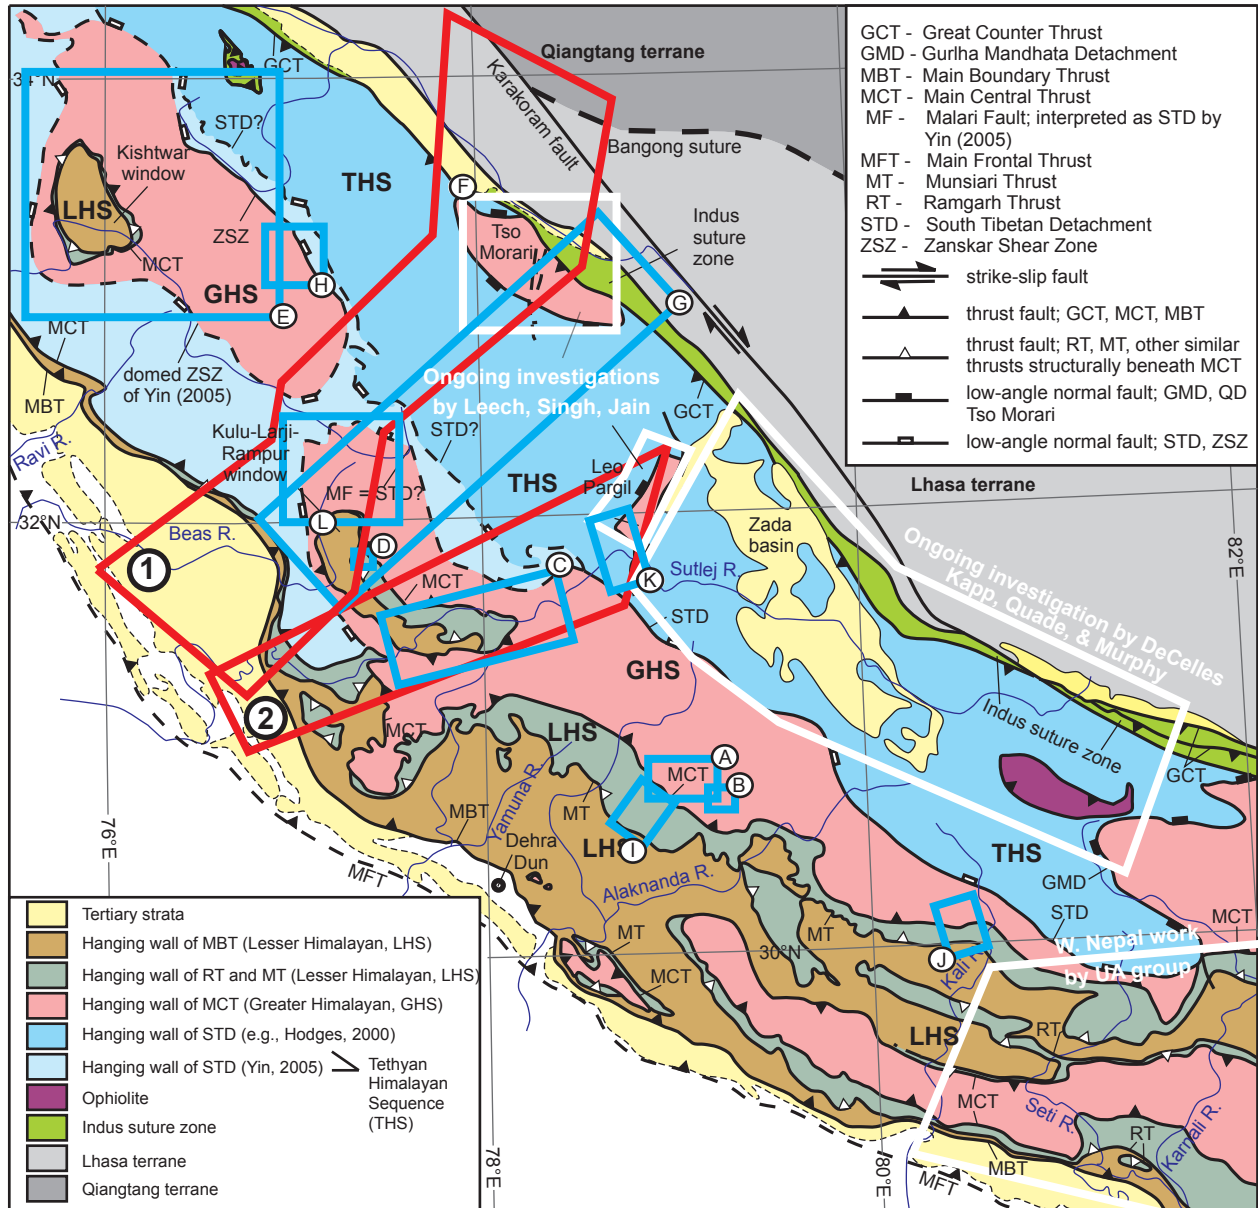 Qiangtang terrane
Karakoram fault
Bangong suture
GCT
34°N
STD?
Kishtwar
window
THS
LHS
ZSZ
MCT
GHS
F
Tso
Morari
Indus
suture
zone
H
E
G
MCT
domed ZSZ
of Yin (2005)
MBT
Ravi R.
Ongoing investigations
by Leech, Singh, Jain
GCT
STD?
Kulu-Larji-
Rampur
window
MF = STD?
THS
Leo
Pargil
Lhasa terrane
32°N
Beas R.
L
D
C
K
Zada
basin
Sutlej R.
MCT
STD
1
2
GHS
Ongoing investigation by DeCelles
Kapp, Quade, & Murphy
82°E
Indus suture zone
GCT
MCT
LHS
A
MCT
B
MT
Yamuna R.
MBT
76°E
Dehra
Dun
LHS
I
Alaknanda R.
MFT
THS
GMD
STD
MCT
MT
MT
30°N
J
Kali R.
W. Nepal work
by UA group
MCT
LHS
RT
MCT
Seti R.
RT
Karnali R.
MBT
MFT
78°E
80°E
GCT - Great Counter Thrust
GMD - Gurlha Mandhata Detachment
MBT - Main Boundary Thrust
MCT - Main Central Thrust
MF - Malari Fault; interpreted as STD by
Yin (2005)
MFT - Main Frontal Thrust
MT - Munsiari Thrust
RT - Ramgarh Thrust
STD - South Tibetan Detachment
ZSZ - Zanskar Shear Zone
strike-slip fault
thrust fault; GCT, MCT, MBT
thrust fault; RT, MT, other similar
thrusts structurally beneath MCT
low-angle normal fault; GMD, QD
Tso Morari
low-angle normal fault; STD, ZSZ
Tertiary strata
Hanging wall of MBT (Lesser Himalayan, LHS)
Hanging wall of RT and MT (Lesser Himalayan, LHS)
Hanging wall of MCT (Greater Himalayan, GHS)
Hanging wall of STD (e.g., Hodges, 2000)
Hanging wall of STD (Yin, 2005)
Tethyan
Himalayan
Sequence
(THS)
Ophiolite
Indus suture zone
Lhasa terrane
Qiangtang terrane